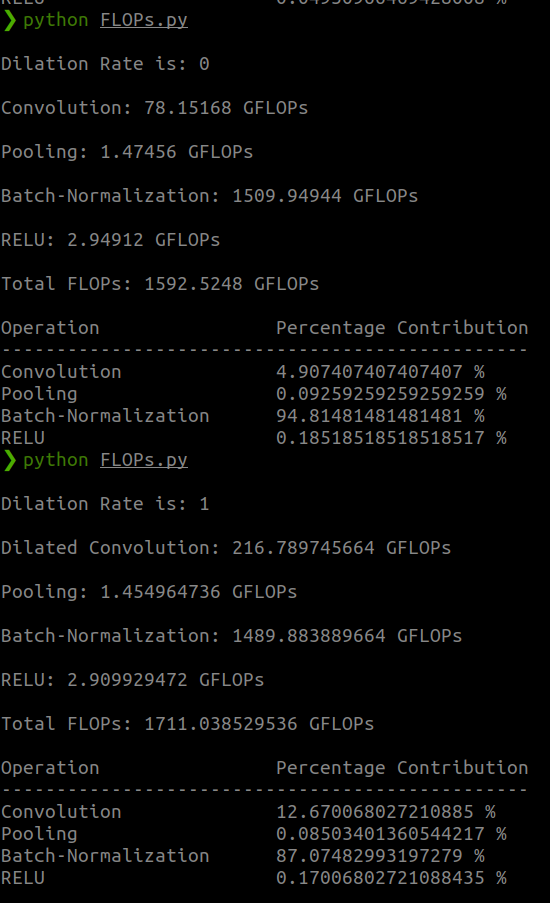 ❯ python FLOPs.py
Dilation Rate is: 0
Convolution: 78.15168 GFLOPs
Pooling: 1.47456 GFLOPs
Batch-Normalization: 1509.94944 GFLOPs
RELU: 2.94912 GFLOPs
Total FLOPs: 1592.5248 GFLOPs
Operation Percentage Contribution
------------------------------------------------
Convolution 4.907407407407407 %
Pooling 0.09259259259259259 %
Batch-Normalization 94.81481481481481 %
RELU 0.18518518518518517 %
❯ python FLOPs.py
Dilation Rate is: 1
Dilated Convolution: 216.789745664 GFLOPs
Pooling: 1.454964736 GFLOPs
Batch-Normalization: 1489.883889664 GFLOPs
RELU: 2.909929472 GFLOPs
Total FLOPs: 1711.038529536 GFLOPs
Operation Percentage Contribution
------------------------------------------------
Convolution 12.670068027210885 %
Pooling 0.08503401360544217 %
Batch-Normalization 87.07482993197279 %
RELU 0.17006802721088435 %